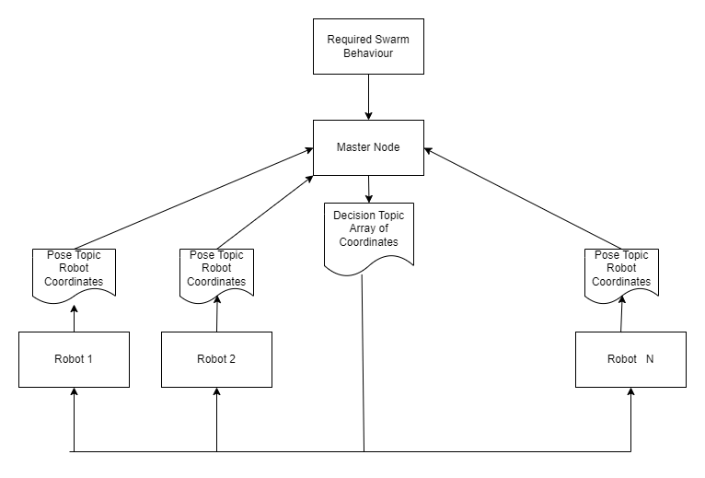 Required Swarm
Behaviour
Master Node
Decision Topic
Array of
Coordinates
Pose Topic
Robot
Coordinates
Pose Topic
Robot
Coordinates
Pose Topic
Robot
Coordinates
Robot 1
Robot 2
Robot N